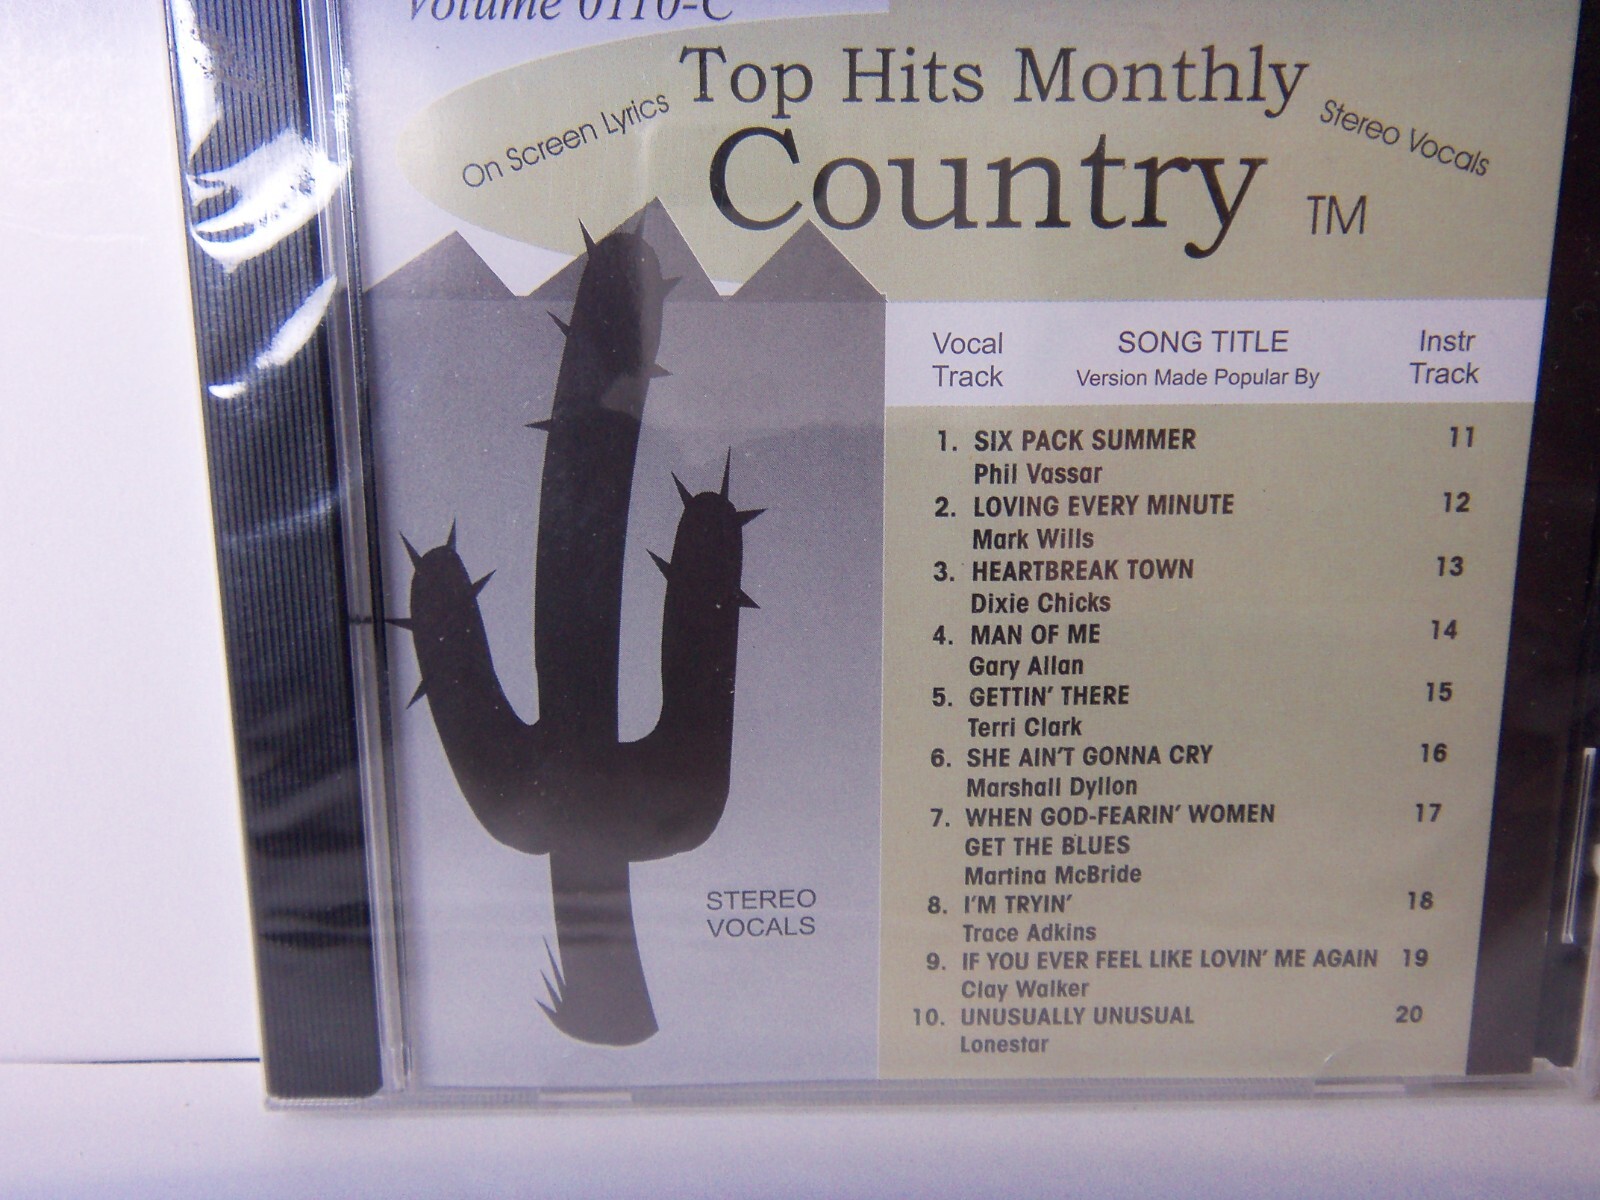 Volume 0110-C
Top Hits Monthly
On Screen Lyrics
Stereo Vocals
Country TM
Vocal Track
SONG TITLE
Version Made Popular By
Instr Track
1. SIX PACK SUMMER 11
Phil Vassar
2. LOVING EVERY MINUTE 12
Mark Wills
3. HEARTBREAK TOWN 13
Dixie Chicks
4. MAN OF ME 14
Gary Allan
5. GETTIN' THERE 15
Terri Clark
6. SHE AIN'T GONNA CRY 16
Marshall Dyllon
7. WHEN GOD-FEARIN' WOMEN 17
GET THE BLUES
Martina McBride
8. I'M TRYIN' 18
Trace Adkins
9. IF YOU EVER FEEL LIKE LOVIN' ME AGAIN 19
Clay Walker
10. UNUSUALLY UNUSUAL 20
Lonestar
STEREO
VOCALS